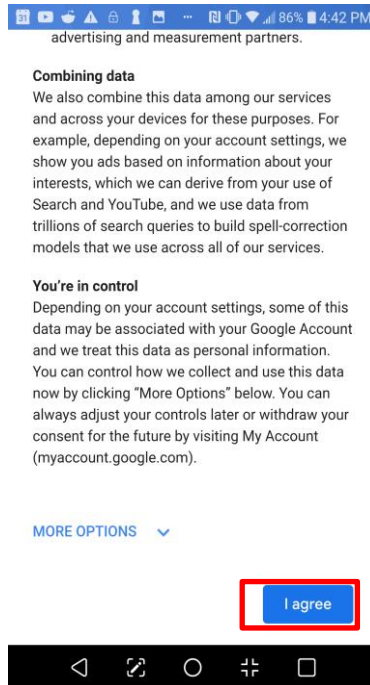 31 86% 4:42 PM
advertising and measurement partners.
Combining data
We also combine this data among our services
and across your devices for these purposes. For
example, depending on your account settings, we
show you ads based on information about your
interests, which we can derive from your use of
Search and YouTube, and we use data from
trillions of search queries to build spell-correction
models that we use across all of our services.
You're in control
Depending on your account settings, some of this
data may be associated with your Google Account
and we treat this data as personal information.
You can control how we collect and use this data
now by clicking “More Options” below. You can
always adjust your controls later or withdraw your
consent for the future by visiting My Account
(myaccount.google.com).
MORE OPTIONS
I agree